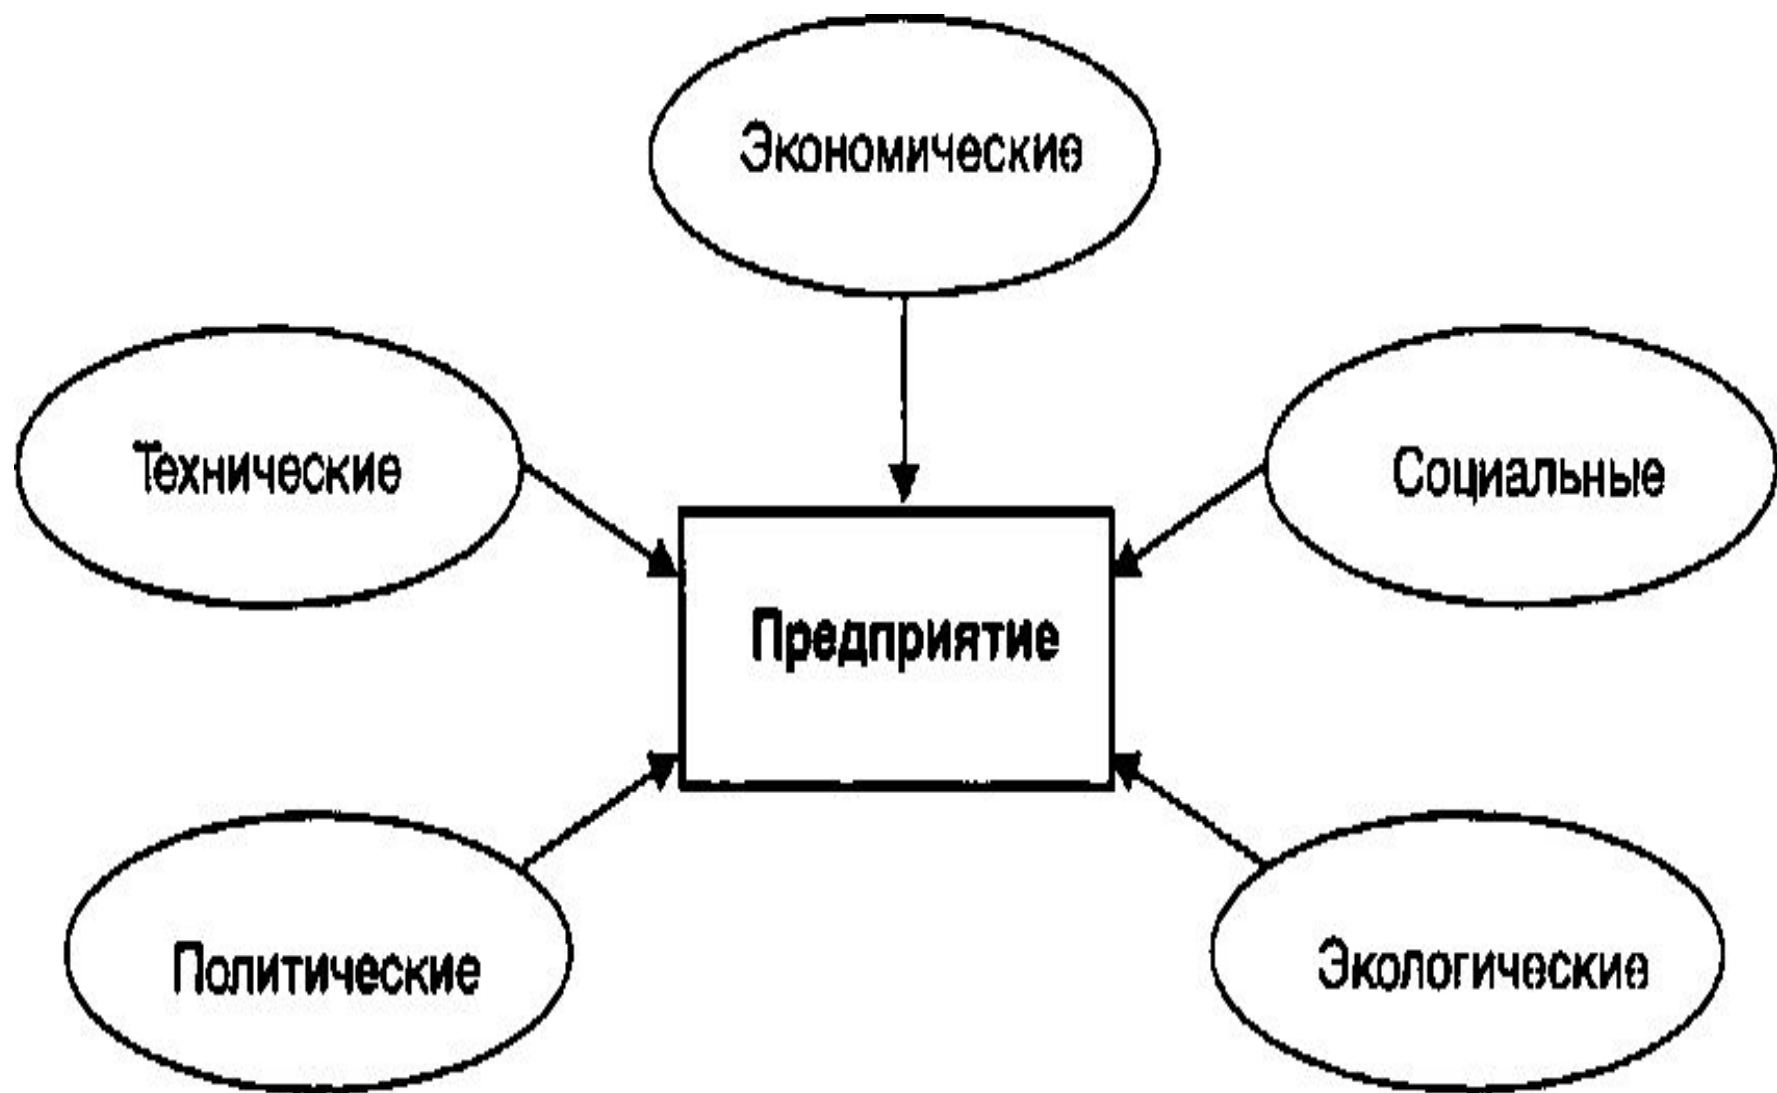 Экономические
Технические
Социальные
Предприятие
Политические
Экологические